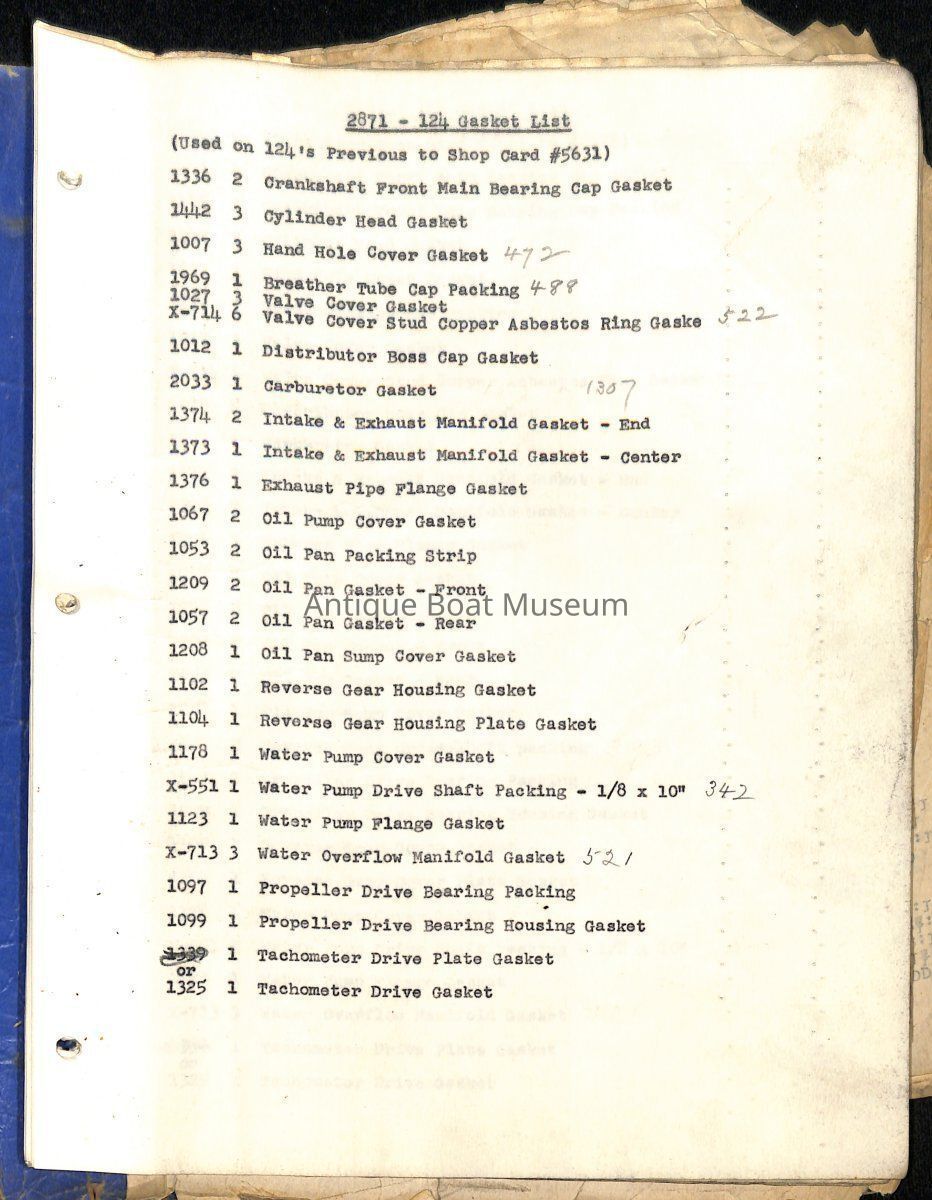 2871 - 124 Gasket List
(Used on 124's Previous to Shop Card #5631)
1336 2 Crankshaft Front Main Bearing Cap Gasket
1442 3 Cylinder Head Gasket
1007 3 Hand Hole Cover Gasket 472
1969 1 Breather Tube Cap Packing 488
1027 3 Valve Cover Gasket
X-714 6 Valve Cover Stud Copper Asbestos Ring Gaske 522
1012 1 Distributor Boss Cap Gasket
2033 1 Carburetor Gasket 1307
1374 2 Intake & Exhaust Manifold Gasket - End
1373 1 Intake & Exhaust Manifold Gasket - Center
1376 1 Exhaust Pipe Flange Gasket
1067 2 Oil Pump Cover Gasket
1053 2 Oil Pan Packing Strip
1209 2 Oil Pan Gasket - Front
Antique Boat Museum
1057 2 Oil Pan Gasket - Rear
1208 1 Oil Pan Sump Cover Gasket
1102 1 Reverse Gear Housing Gasket
1104 1 Reverse Gear Housing Plate Gasket
1178 1 Water Pump Cover Gasket
X-551 1 Water Pump Drive Shaft Packing - 1/8 x 10" 342
1123 1 Water Pump Flange Gasket
X-713 3 Water Overflow Manifold Gasket 521
1097 1 Propeller Drive Bearing Packing
1099 1 Propeller Drive Bearing Housing Gasket
1339 1 Tachometer Drive Plate Gasket
or
1325 1 Tachometer Drive Gasket